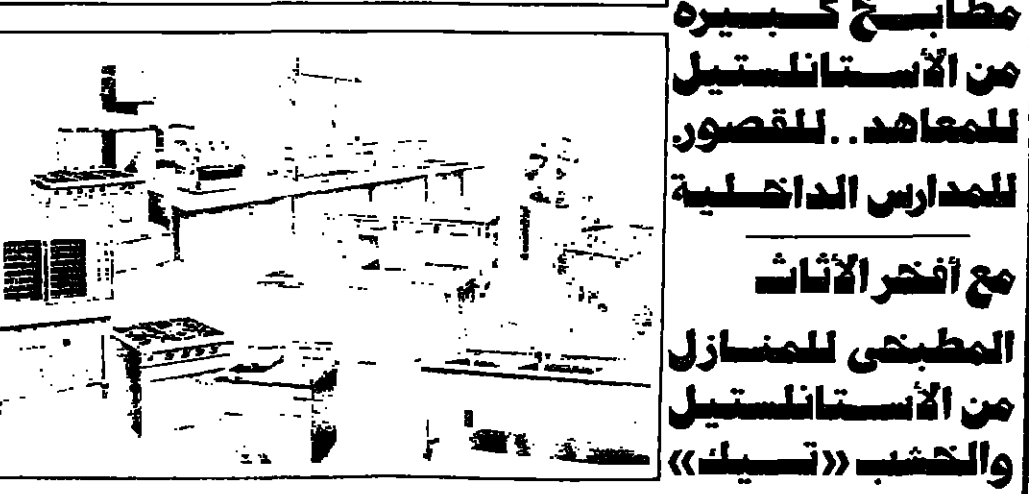 مطابخ كبيره
من الأستانلستيل
للمعاهد..للقصور
للمدارس الداخلية
مع أفخر الأثاث
المطبخى للمنازل
من الأستانلستيل
والخشب «تيك»